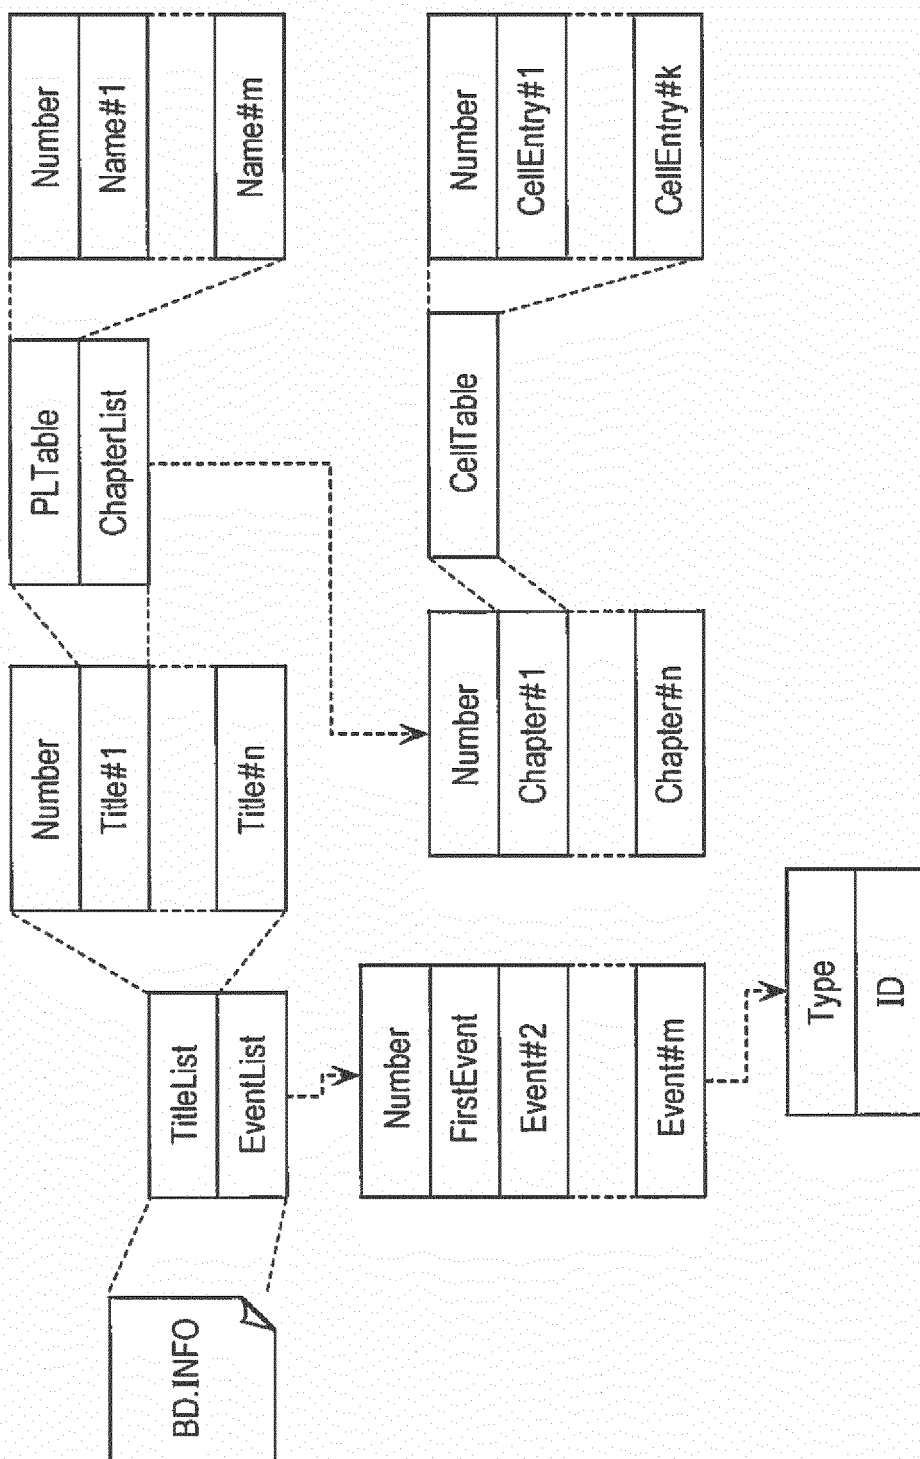 BD.INFO
TitleList
EventList
Number
Title#1
Title#n
PLTable
ChapterList
Number
Name#1
Name#m
Number
FirstEvent
Event#2
Event#m
Type
ID
Number
Chapter#1
Chapter#n
CellTable
Number
CellEntry#1
CellEntry#k